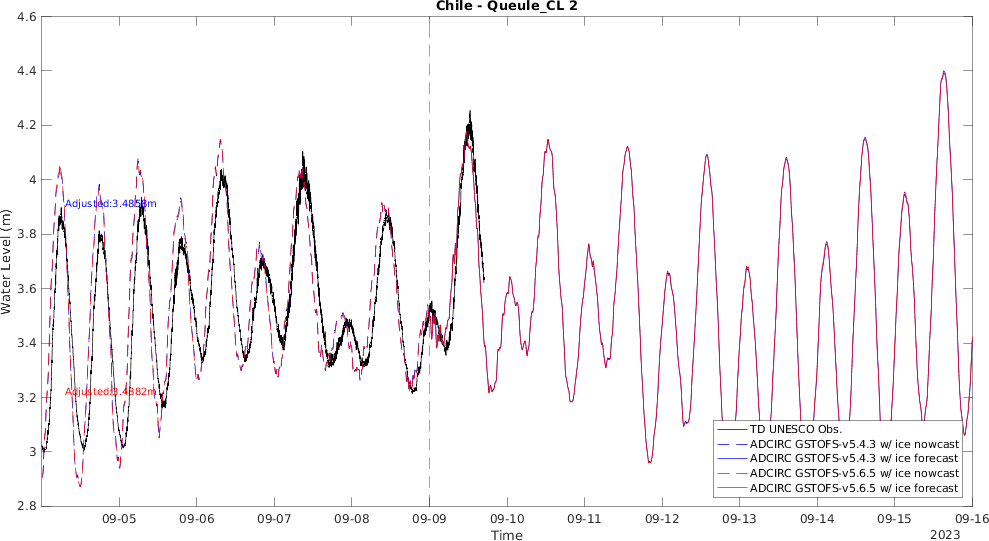 Chile - Queule_CL 2
4.6
4.4
4.2
4
3.8
3.6
3.4
3.2
3
2.8
Water Level (m)
Adjusted:3.4858m
Adjusted:3.4382m
TD UNESCO Obs.
ADCIRC GSTOFS-v5.4.3 w/ ice nowcast
ADCIRC GSTOFS-v5.4.3 w/ ice forecast
ADCIRC GSTOFS-v5.6.5 w/ ice nowcast
ADCIRC GSTOFS-v5.6.5 w/ ice forecast
09-05 09-06 09-07 09-08 09-09 09-10 09-11 09-12 09-13 09-14 09-15 09-16
Time
2023